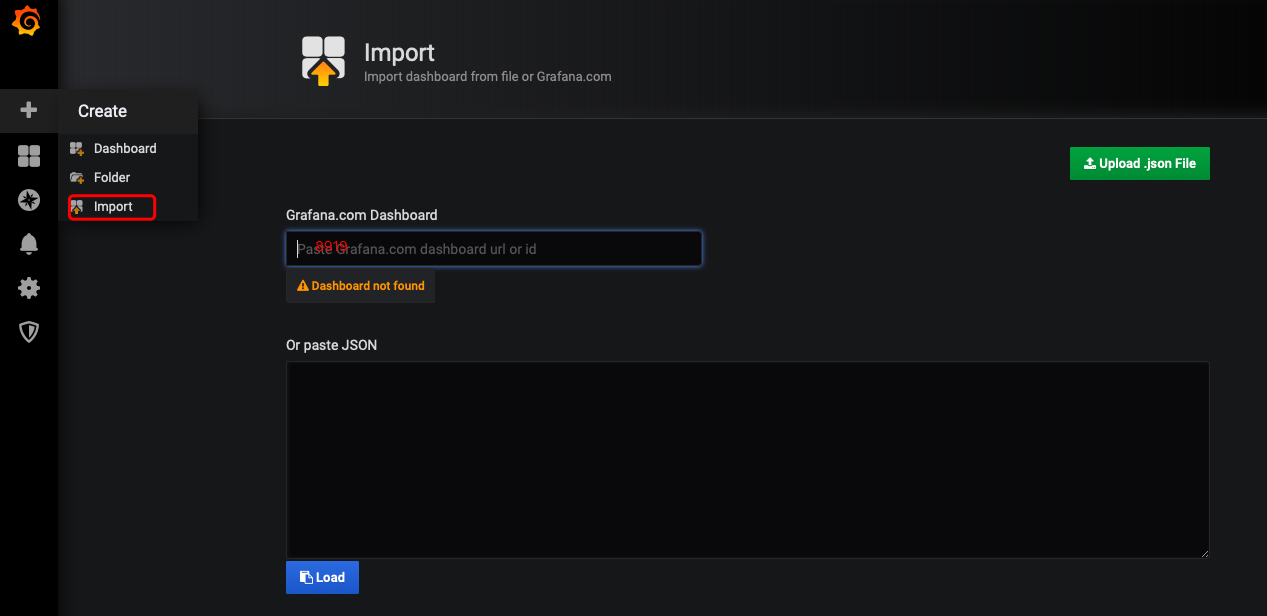 Import
Import dashboard from file or Grafana.com
Create
Dashboard
Folder
Import
Upload .json File
Grafana.com Dashboard
Paste Grafana.com dashboard url or id
8919
Dashboard not found
Or paste JSON
Load